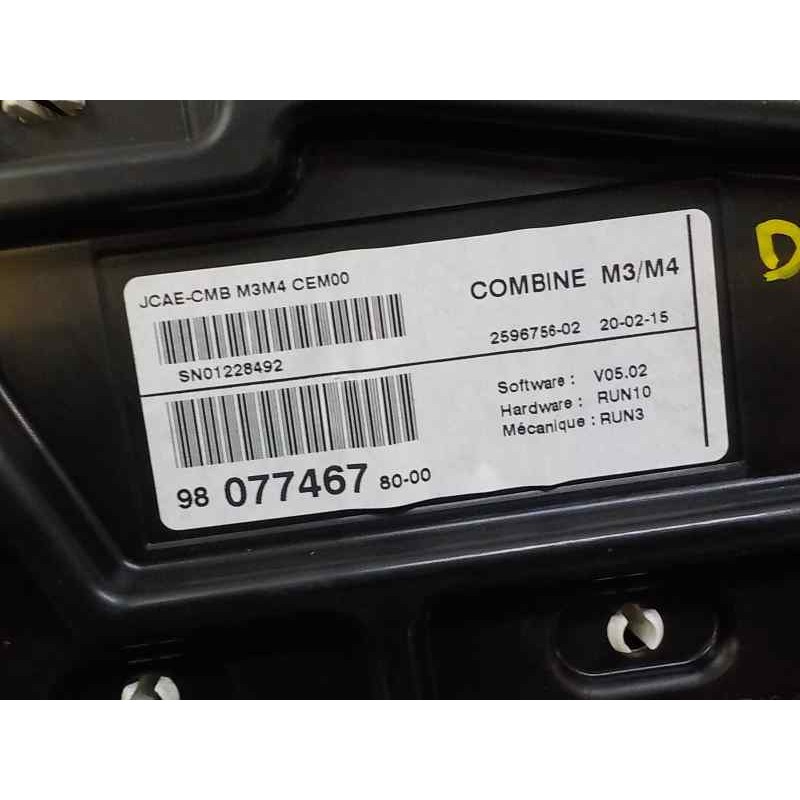 JCAE-CMB M3M4 CEM00
COMBINE M3/M4
SN01228492
2596756-02 20-02-15
Software : V05.02
Hardware : RUN10
Mécanique : RUN3
98 077467 80-00